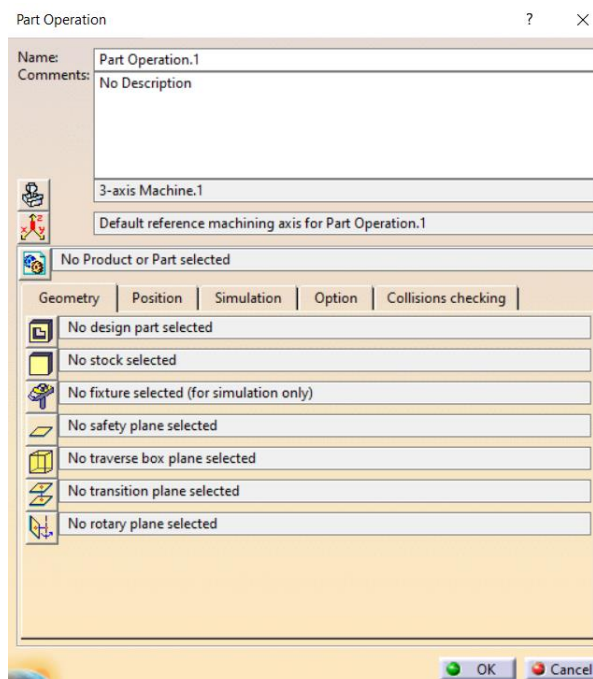 Part Operation ? ×
Name: Part Operation.1
Comments: No Description
3-axis Machine.1
Default reference machining axis for Part Operation.1
No Product or Part selected
Geometry Position Simulation Option Collisions checking
No design part selected
No stock selected
No fixture selected (for simulation only)
No safety plane selected
No traverse box plane selected
No transition plane selected
No rotary plane selected
OK Cancel